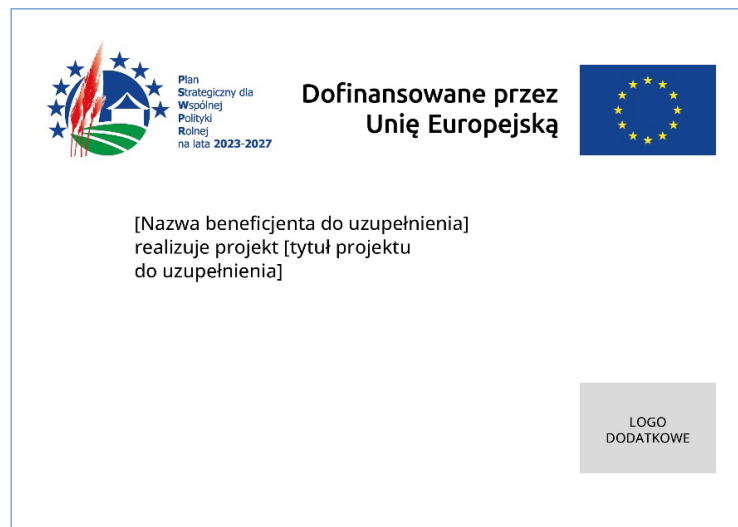 Plan
Strategiczny dla
Wspólnej
Polityki
Rolnej
na lata 2023-2027
Dofinansowane przez
Unię Europejską
[Nazwa beneficjenta do uzupełnienia]
realizuje projekt [tytuł projektu
do uzupełnienia]
LOGO
DODATKOWE